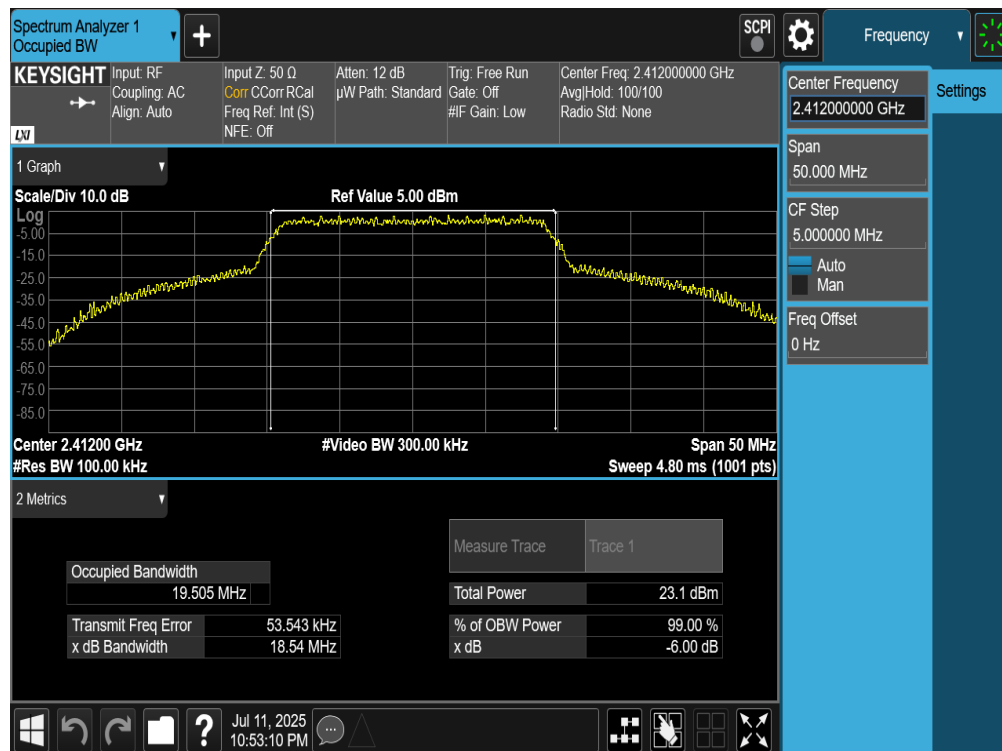 Spectrum Analyzer 1
Occupied BW
+
SCPI
Frequency
KEYSIGHT
LXI
Input: RF
Coupling: AC
Align: Auto
Input Z: 50 Ω
Corr CCorr RCal
Freq Ref: Int (S)
NFE: Off
Atten: 12 dB
µW Path: Standard
Trig: Free Run
Gate: Off
#IF Gain: Low
Center Freq: 2.412000000 GHz
Avg|Hold: 100/100
Radio Std: None
Center Frequency
2.412000000 GHz
Settings
Span
50.000 MHz
CF Step
5.000000 MHz
Auto
Man
Freq Offset
0 Hz
1 Graph
Scale/Div 10.0 dB
Ref Value 5.00 dBm
Log
-5.00
-15.0
-25.0
-35.0
-45.0
-55.0
-65.0
-75.0
-85.0
Center 2.41200 GHz
#Video BW 300.00 kHz
Span 50 MHz
#Res BW 100.00 kHz
Sweep 4.80 ms (1001 pts)
2 Metrics
Measure Trace
Trace 1
Occupied Bandwidth
19.505 MHz
Total Power
23.1 dBm
Transmit Freq Error
53.543 kHz
% of OBW Power
99.00 %
x dB Bandwidth
18.54 MHz
x dB
-6.00 dB
?
Jul 11, 2025
10:53:10 PM